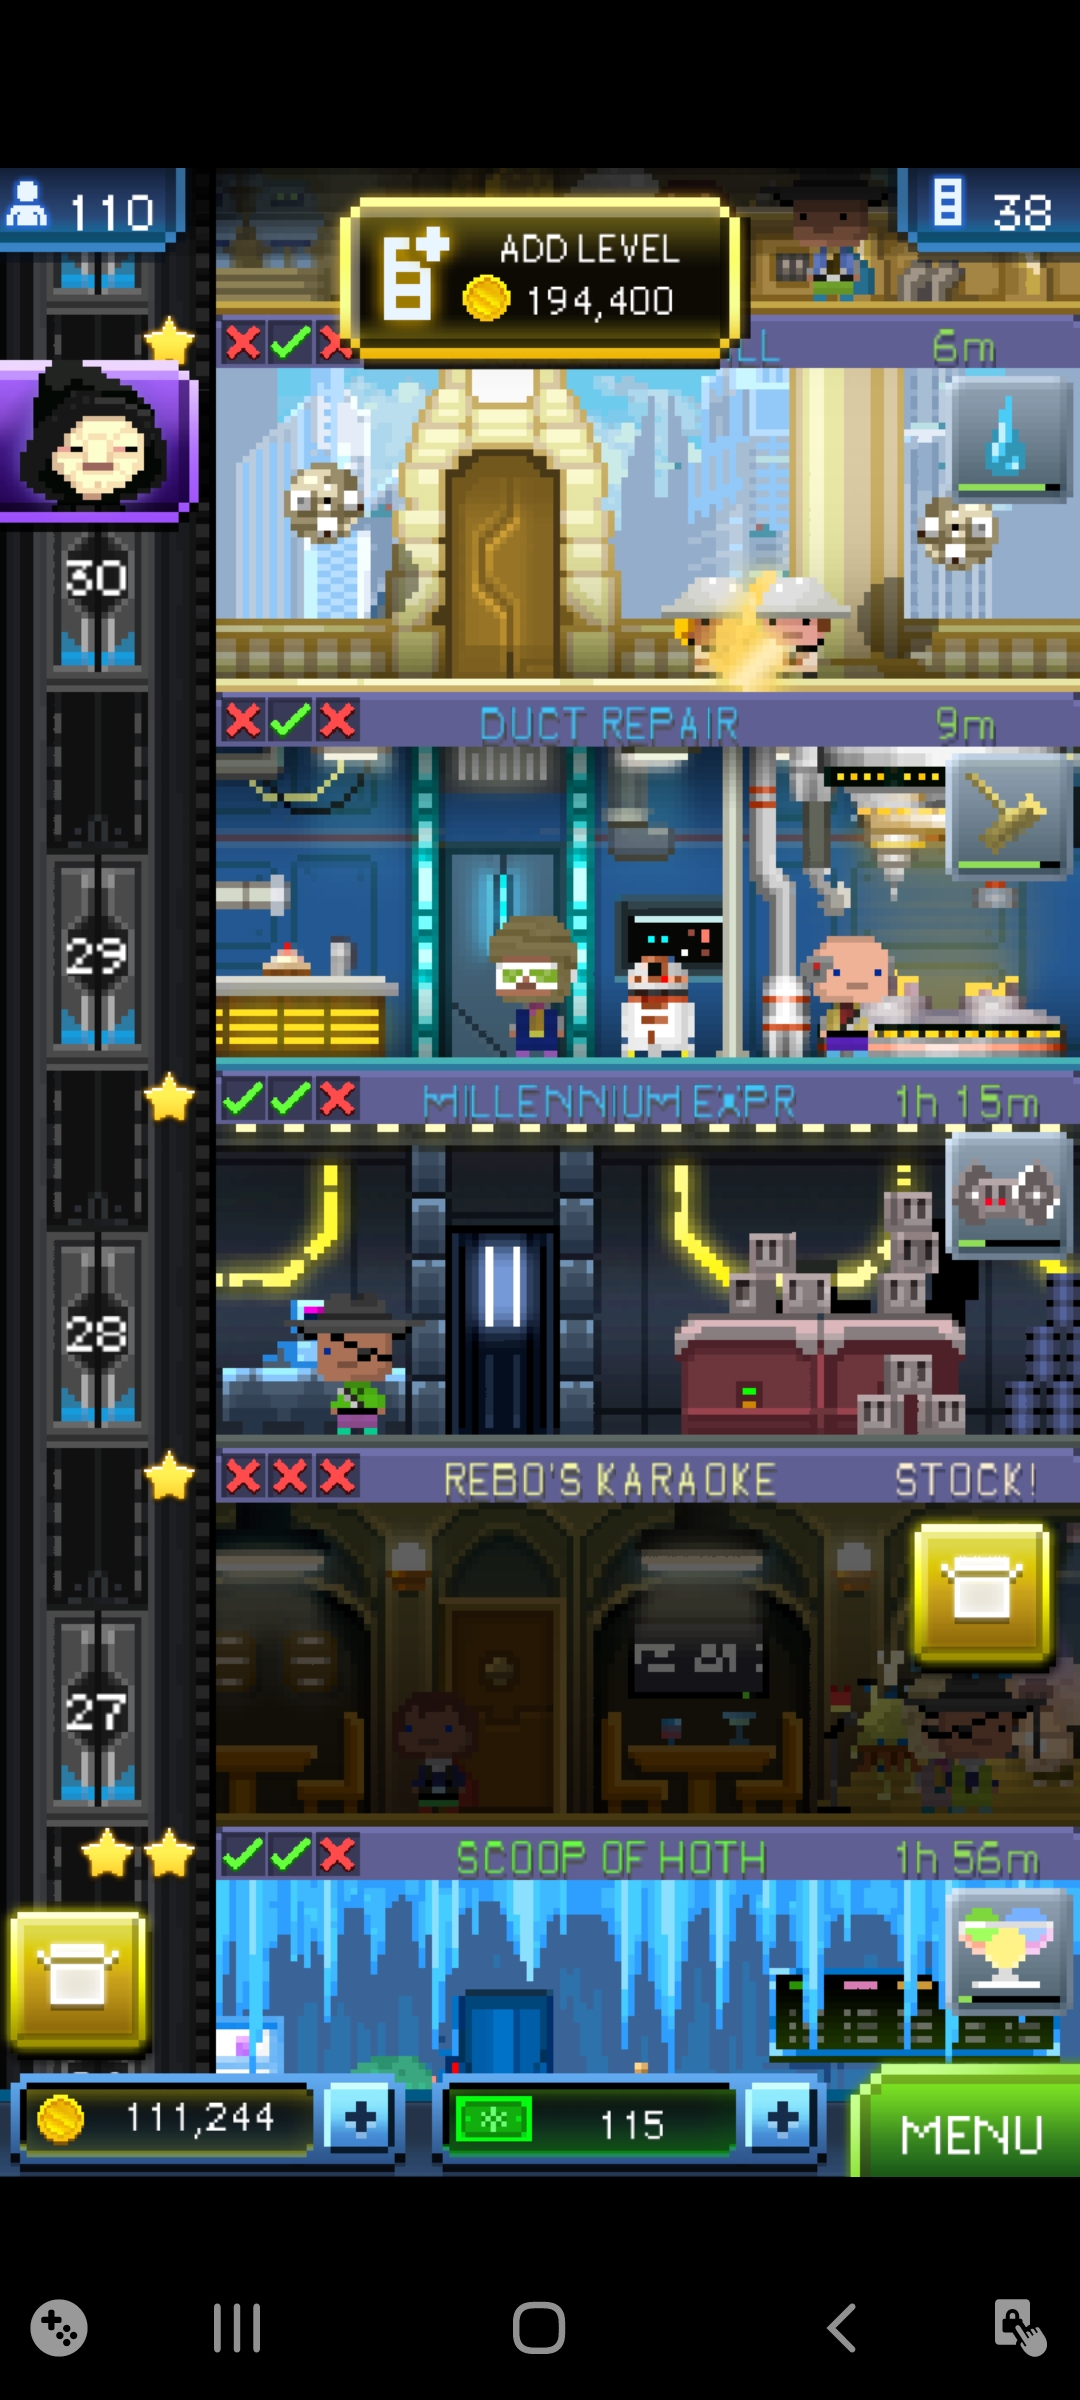 110
ADD LEVEL
194,400
38
LL
6m
30
DUCT REPAIR
9m
29
MILLENNIUM EXPR
1h 15m
28
REBO'S KARAOKE
STOCK!
27
SCOOP OF HOTH
1h 56m
111,244
115
MENU